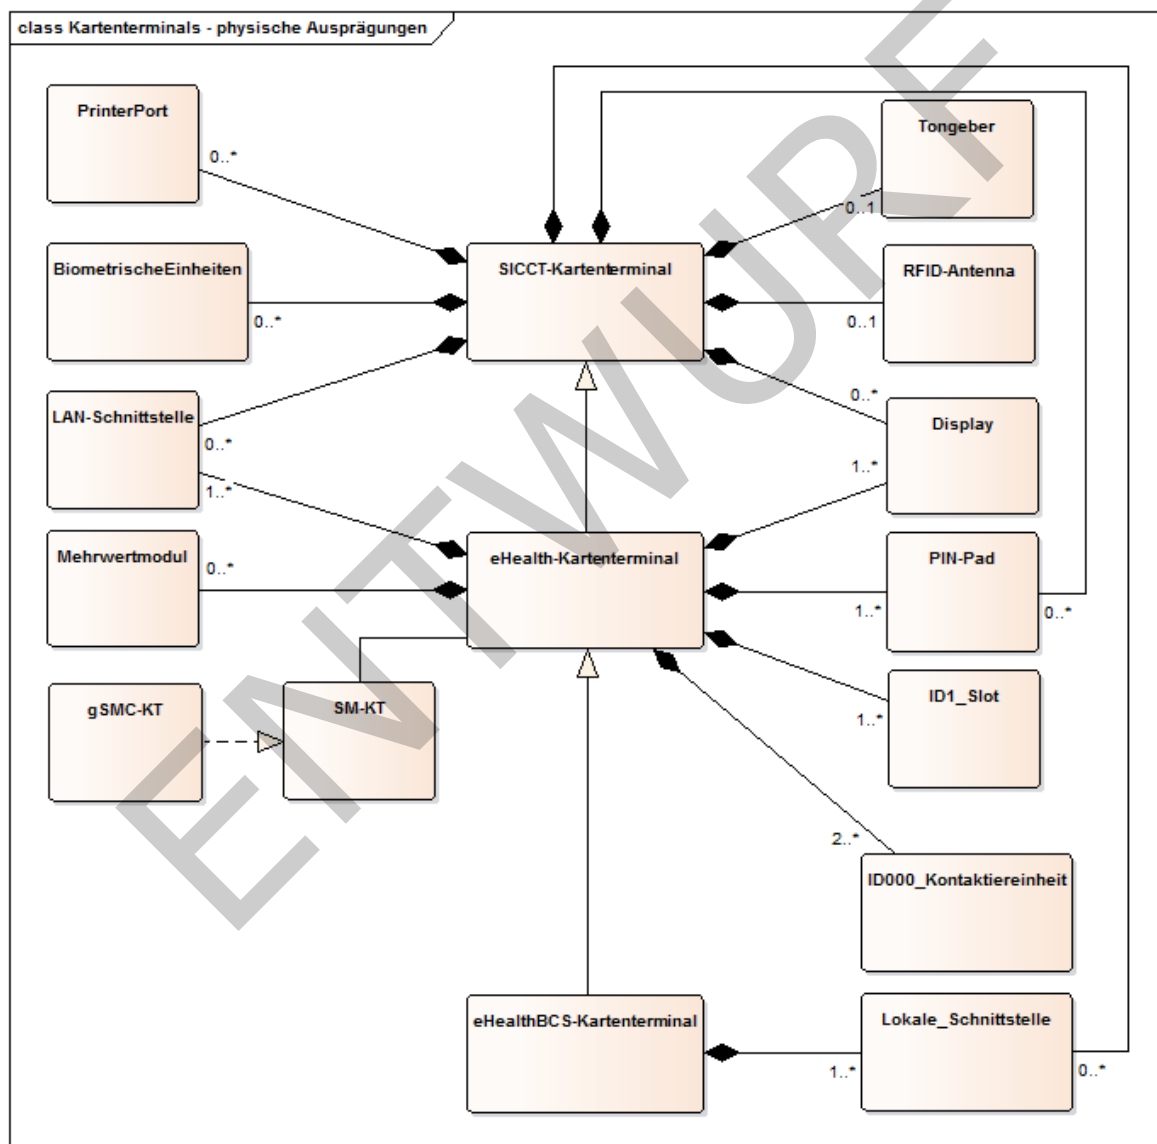 class Kartenterminals - physische Ausprägungen
PrinterPort
0..*
Tongeber
0..1
BiometrischeEinheiten
0..*
SICCT-Kartenterminal
RFID-Antenna
0..1
LAN-Schnittstelle
0..*
1..*
0..*
Display
1..*
Mehrwertmodul
0..*
eHealth-Kartenterminal
PIN-Pad
1..*
0..*
gSMC-KT
SM-KT
ID1_Slot
1..*
2..*
ID000_Kontaktiereinheit
eHealthBCS-Kartenterminal
Lokale_Schnittstelle
1..*
0..*
ENTWURF